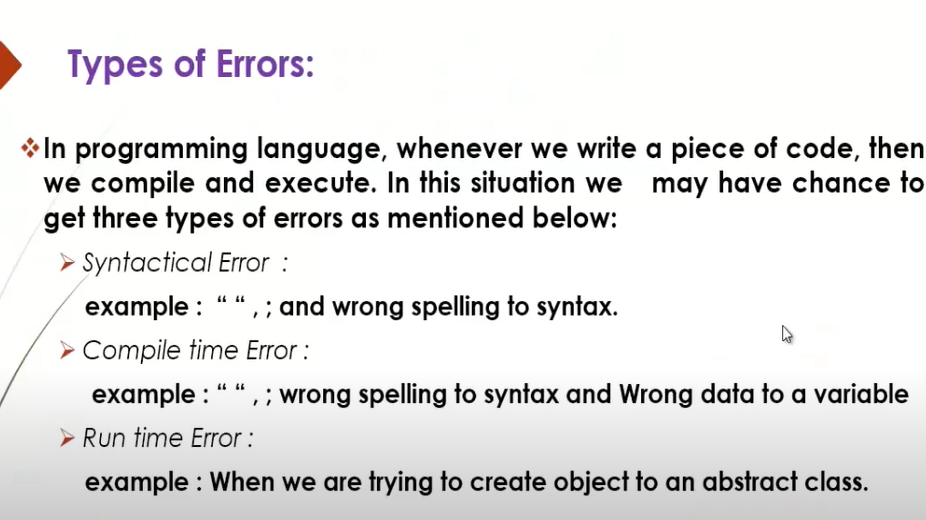 Types of Errors:
In programming language, whenever we write a piece of code, then
we compile and execute. In this situation we may have chance to
get three types of errors as mentioned below:
Syntactical Error :
example : “ “ , ; and wrong spelling to syntax.
Compile time Error :
example : “ “ , ; wrong spelling to syntax and Wrong data to a variable
Run time Error :
example : When we are trying to create object to an abstract class.